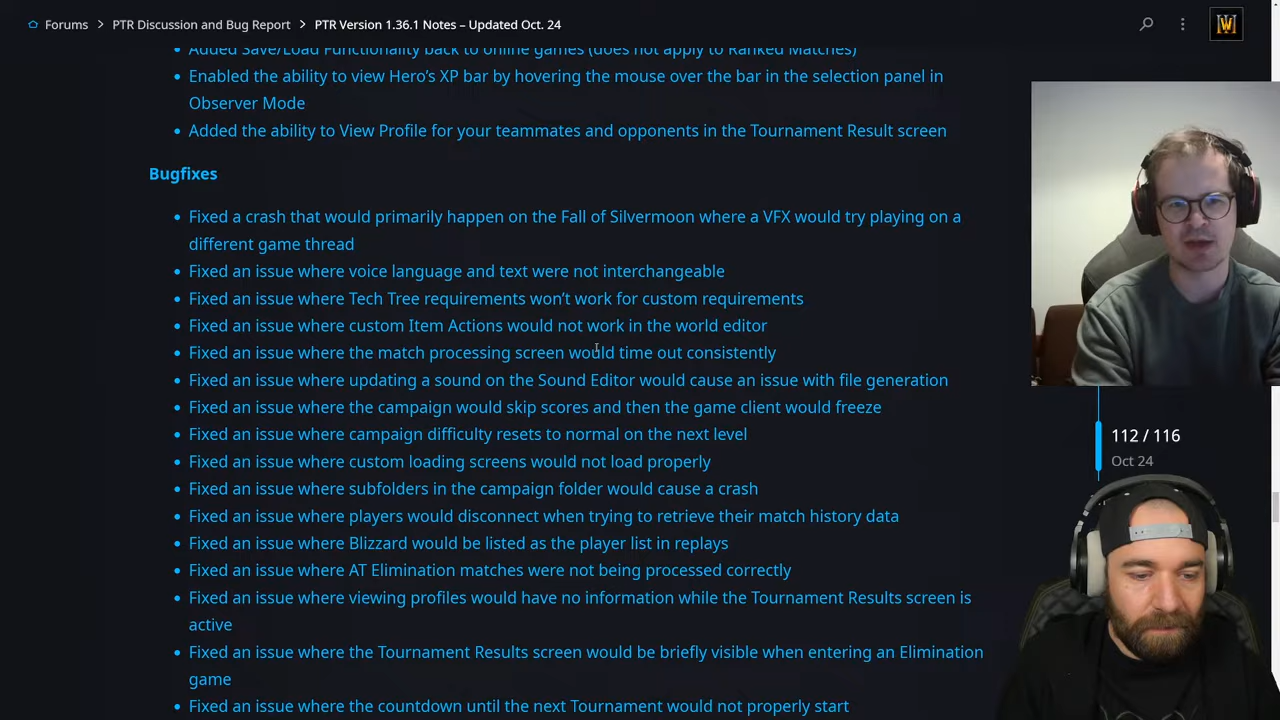 Forums > PTR Discussion and Bug Report > PTR Version 1.36.1 Notes – Updated Oct. 24
• Added Save/Load Functionality back to online games (does not apply to Ranked Matches)
• Enabled the ability to view Hero’s XP bar by hovering the mouse over the bar in the selection panel in
Observer Mode
• Added the ability to View Profile for your teammates and opponents in the Tournament Result screen
Bugfixes
• Fixed a crash that would primarily happen on the Fall of Silvermoon where a VFX would try playing on a
different game thread
• Fixed an issue where voice language and text were not interchangeable
• Fixed an issue where Tech Tree requirements won’t work for custom requirements
• Fixed an issue where custom Item Actions would not work in the world editor
• Fixed an issue where the match processing screen would time out consistently
• Fixed an issue where updating a sound on the Sound Editor would cause an issue with file generation
• Fixed an issue where the campaign would skip scores and then the game client would freeze
• Fixed an issue where campaign difficulty resets to normal on the next level
• Fixed an issue where custom loading screens would not load properly
• Fixed an issue where subfolders in the campaign folder would cause a crash
• Fixed an issue where players would disconnect when trying to retrieve their match history data
• Fixed an issue where Blizzard would be listed as the player list in replays
• Fixed an issue where AT Elimination matches were not being processed correctly
• Fixed an issue where viewing profiles would have no information while the Tournament Results screen is
active
• Fixed an issue where the Tournament Results screen would be briefly visible when entering an Elimination
game
• Fixed an issue where the countdown until the next Tournament would not properly start
112 / 116
Oct 24